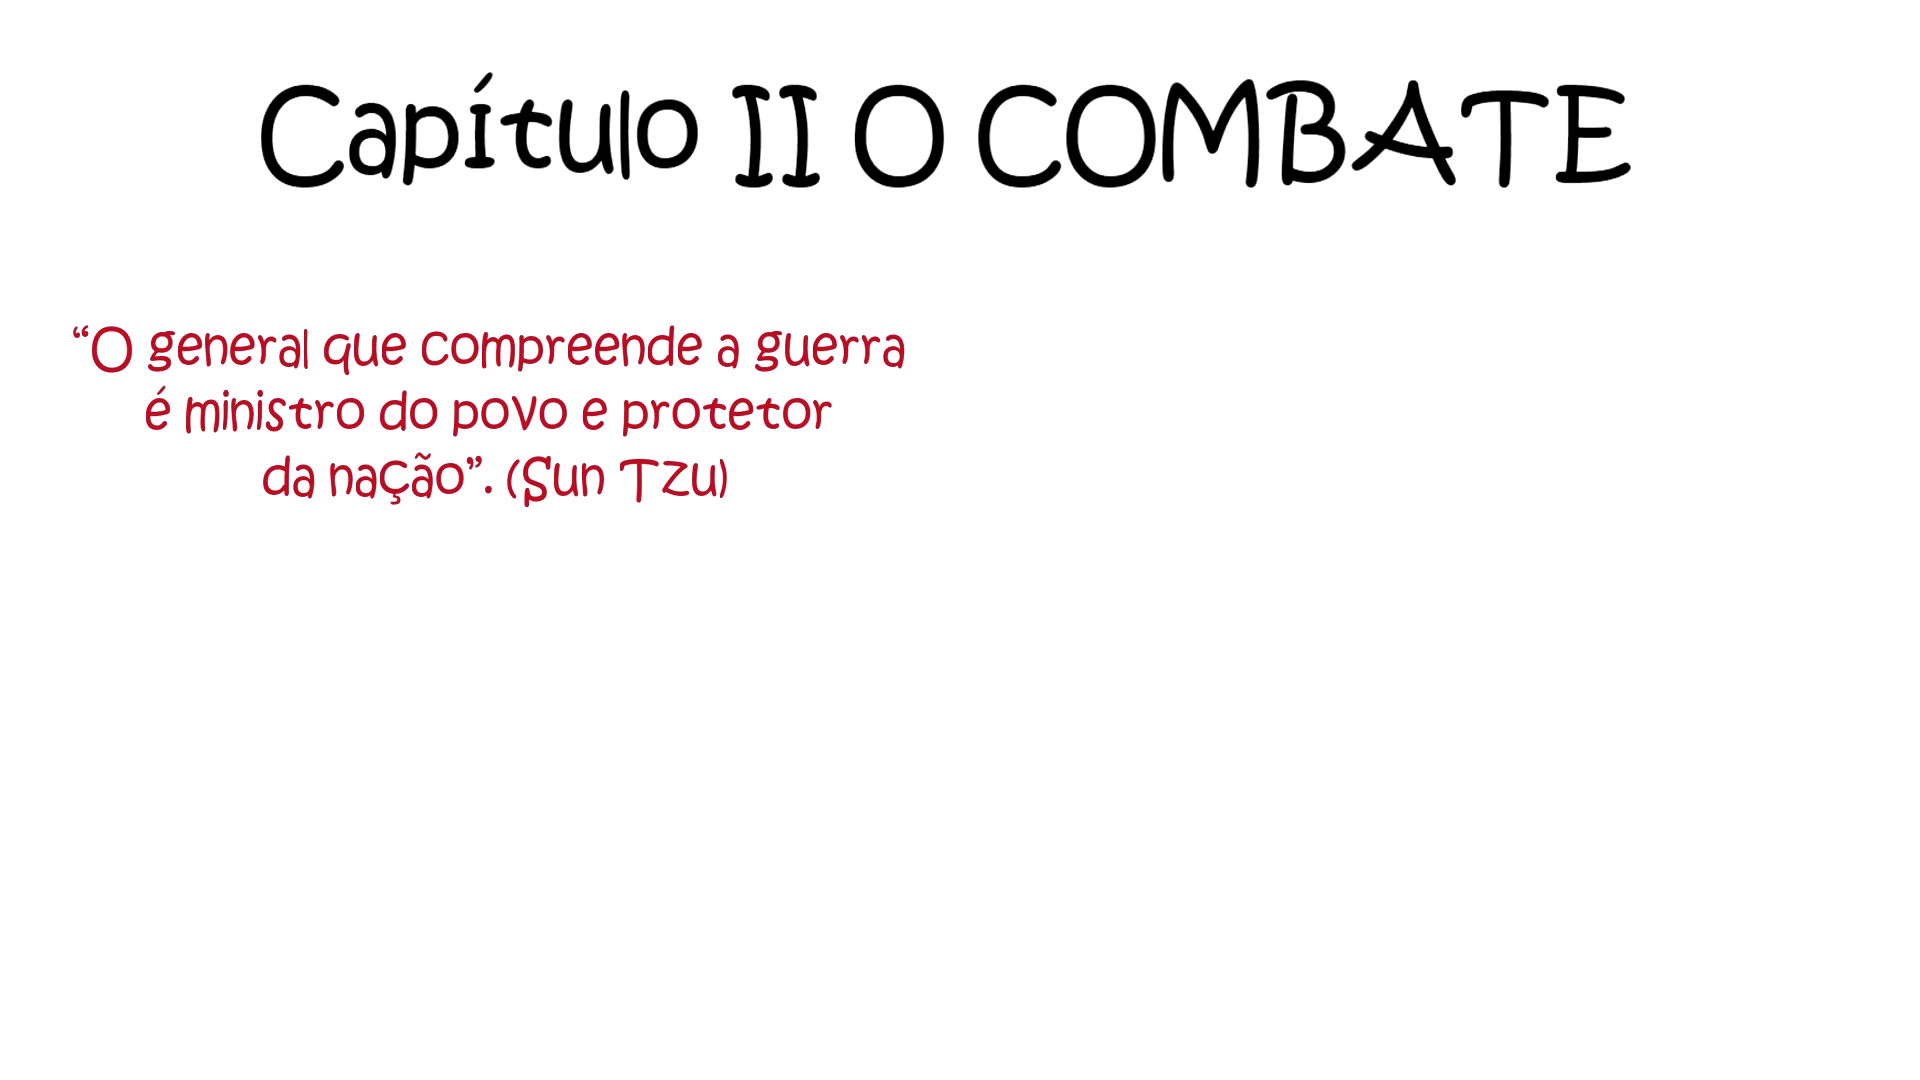 Capítulo II O COMBATE
“O general que compreende a guerra
é ministro do povo e protetor
da nação”. (Sun Tzu)